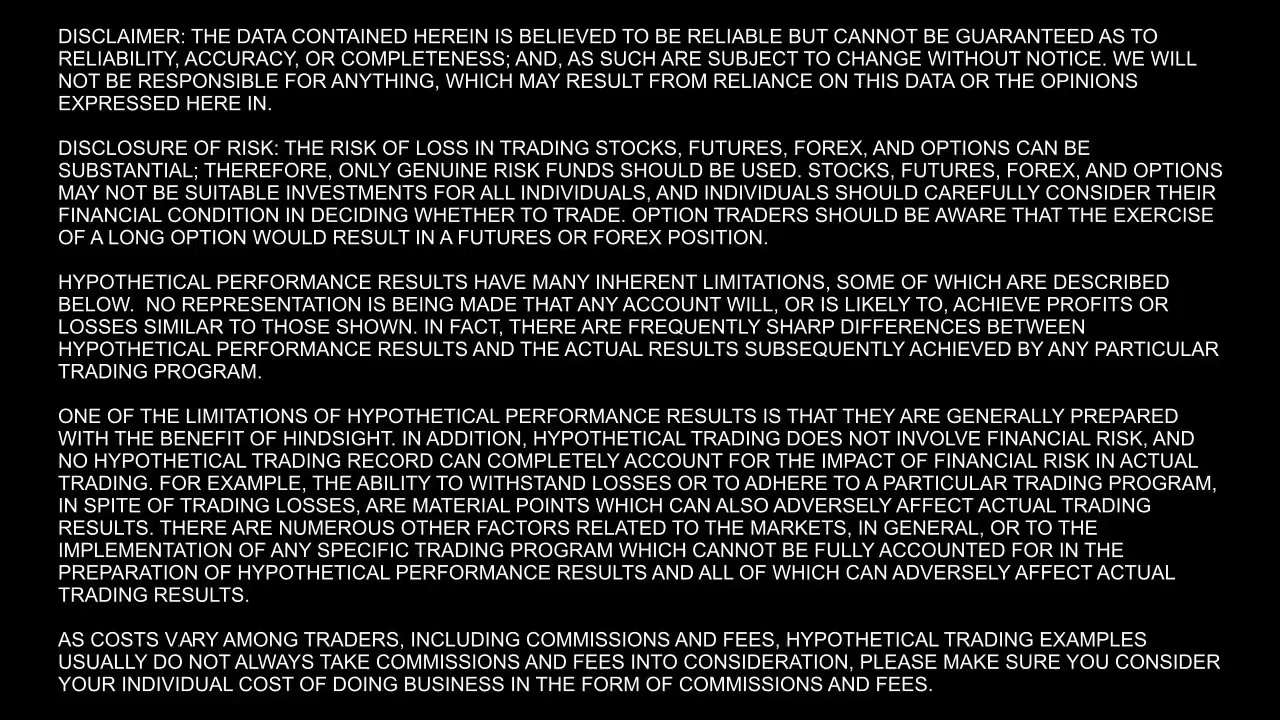 DISCLAIMER: THE DATA CONTAINED HEREIN IS BELIEVED TO BE RELIABLE BUT CANNOT BE GUARANTEED AS TO
RELIABILITY, ACCURACY, OR COMPLETENESS; AND, AS SUCH ARE SUBJECT TO CHANGE WITHOUT NOTICE. WE WILL
NOT BE RESPONSIBLE FOR ANYTHING, WHICH MAY RESULT FROM RELIANCE ON THIS DATA OR THE OPINIONS
EXPRESSED HERE IN.
DISCLOSURE OF RISK: THE RISK OF LOSS IN TRADING STOCKS, FUTURES, FOREX, AND OPTIONS CAN BE
SUBSTANTIAL; THEREFORE, ONLY GENUINE RISK FUNDS SHOULD BE USED. STOCKS, FUTURES, FOREX, AND OPTIONS
MAY NOT BE SUITABLE INVESTMENTS FOR ALL INDIVIDUALS, AND INDIVIDUALS SHOULD CAREFULLY CONSIDER THEIR
FINANCIAL CONDITION IN DECIDING WHETHER TO TRADE. OPTION TRADERS SHOULD BE AWARE THAT THE EXERCISE
OF A LONG OPTION WOULD RESULT IN A FUTURES OR FOREX POSITION.
HYPOTHETICAL PERFORMANCE RESULTS HAVE MANY INHERENT LIMITATIONS, SOME OF WHICH ARE DESCRIBED
BELOW. NO REPRESENTATION IS BEING MADE THAT ANY ACCOUNT WILL, OR IS LIKELY TO, ACHIEVE PROFITS OR
LOSSES SIMILAR TO THOSE SHOWN. IN FACT, THERE ARE FREQUENTLY SHARP DIFFERENCES BETWEEN
HYPOTHETICAL PERFORMANCE RESULTS AND THE ACTUAL RESULTS SUBSEQUENTLY ACHIEVED BY ANY PARTICULAR
TRADING PROGRAM.
ONE OF THE LIMITATIONS OF HYPOTHETICAL PERFORMANCE RESULTS IS THAT THEY ARE GENERALLY PREPARED
WITH THE BENEFIT OF HINDSIGHT. IN ADDITION, HYPOTHETICAL TRADING DOES NOT INVOLVE FINANCIAL RISK, AND
NO HYPOTHETICAL TRADING RECORD CAN COMPLETELY ACCOUNT FOR THE IMPACT OF FINANCIAL RISK IN ACTUAL
TRADING. FOR EXAMPLE, THE ABILITY TO WITHSTAND LOSSES OR TO ADHERE TO A PARTICULAR TRADING PROGRAM,
IN SPITE OF TRADING LOSSES, ARE MATERIAL POINTS WHICH CAN ALSO ADVERSELY AFFECT ACTUAL TRADING
RESULTS. THERE ARE NUMEROUS OTHER FACTORS RELATED TO THE MARKETS, IN GENERAL, OR TO THE
IMPLEMENTATION OF ANY SPECIFIC TRADING PROGRAM WHICH CANNOT BE FULLY ACCOUNTED FOR IN THE
PREPARATION OF HYPOTHETICAL PERFORMANCE RESULTS AND ALL OF WHICH CAN ADVERSELY AFFECT ACTUAL
TRADING RESULTS.
AS COSTS VARY AMONG TRADERS, INCLUDING COMMISSIONS AND FEES, HYPOTHETICAL TRADING EXAMPLES
USUALLY DO NOT ALWAYS TAKE COMMISSIONS AND FEES INTO CONSIDERATION, PLEASE MAKE SURE YOU CONSIDER
YOUR INDIVIDUAL COST OF DOING BUSINESS IN THE FORM OF COMMISSIONS AND FEES.